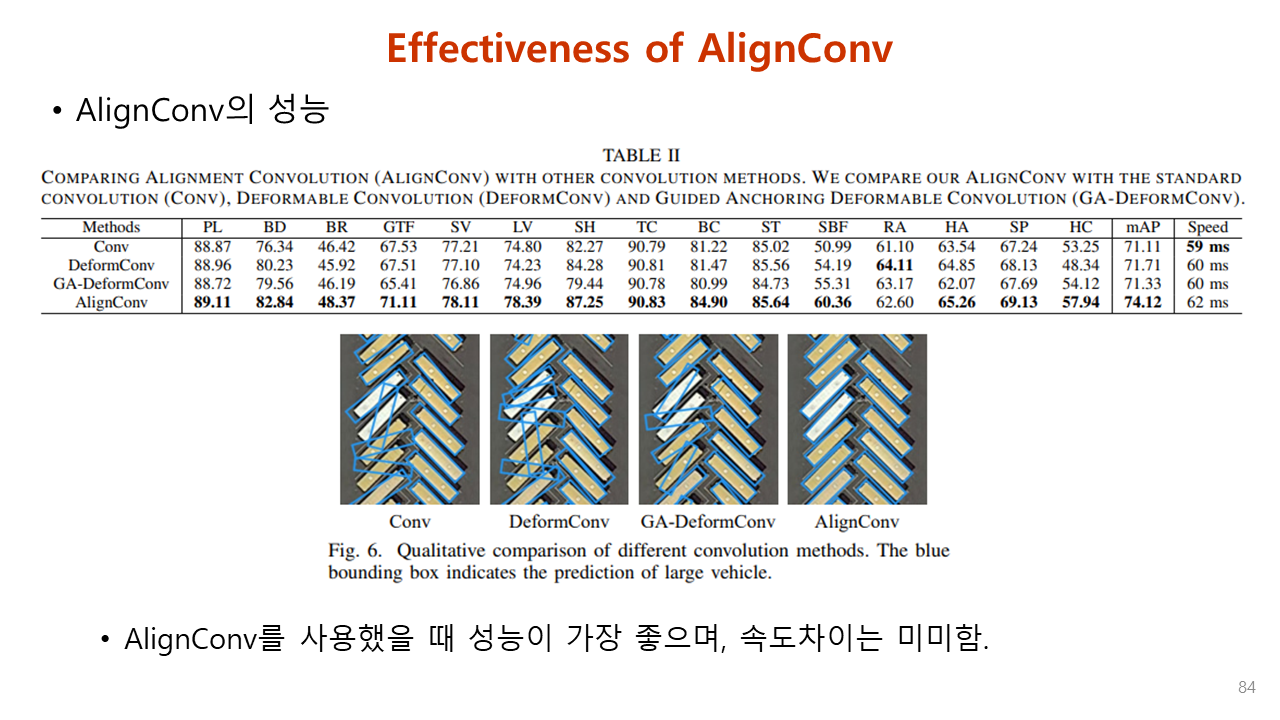 Effectiveness of AlignConv
• AlignConv의 성능
TABLE II
COMPARING ALIGNMENT CONVOLUTION (ALIGNCONV) WITH OTHER CONVOLUTION METHODS. WE COMPARE OUR ALIGNCONV WITH THE STANDARD
CONVOLUTION (CONV), DEFORMABLE CONVOLUTION (DEFORMCONV) AND GUIDED ANCHORING DEFORMABLE CONVOLUTION (GA-DEFORMCONV).
Methods PL BD BR GTF SV LV SH TC BC ST SBF RA HA SP HC mAP Speed
Conv 88.87 76.34 46.42 67.53 77.21 74.80 82.27 90.79 81.22 85.02 50.99 61.10 63.54 67.24 53.25 71.11 59 ms
DeformConv 88.96 80.23 45.92 67.51 77.10 74.23 84.28 90.81 81.47 85.56 54.19 64.11 64.85 68.13 48.34 71.71 60 ms
GA-DeformConv 88.72 79.56 46.19 65.41 76.86 74.96 79.44 90.78 80.99 84.73 55.31 63.17 62.07 67.69 54.12 71.33 60 ms
AlignConv 89.11 82.84 48.37 71.11 78.11 78.39 87.25 90.83 84.90 85.64 60.36 62.60 65.26 69.13 57.94 74.12 62 ms
Conv DeformConv GA-DeformConv AlignConv
Fig. 6. Qualitative comparison of different convolution methods. The blue
bounding box indicates the prediction of large vehicle.
• AlignConv를 사용했을 때 성능이 가장 좋으며, 속도차이는 미미함.
84